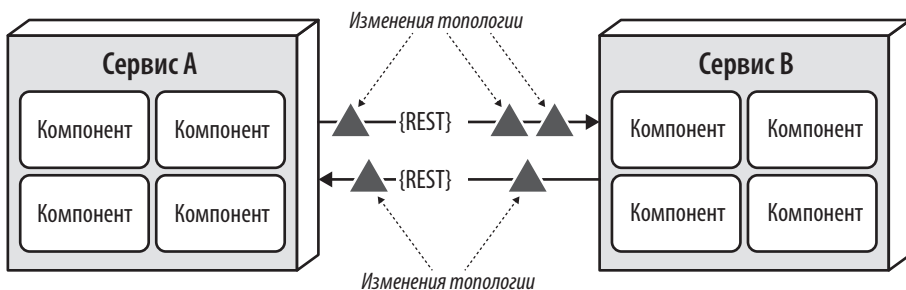 Изменения топологии
Сервис A
Сервис B
Компонент
Компонент
{REST}
Компонент
Компонент
Компонент
Компонент
{REST}
Компонент
Компонент
Изменения топологии